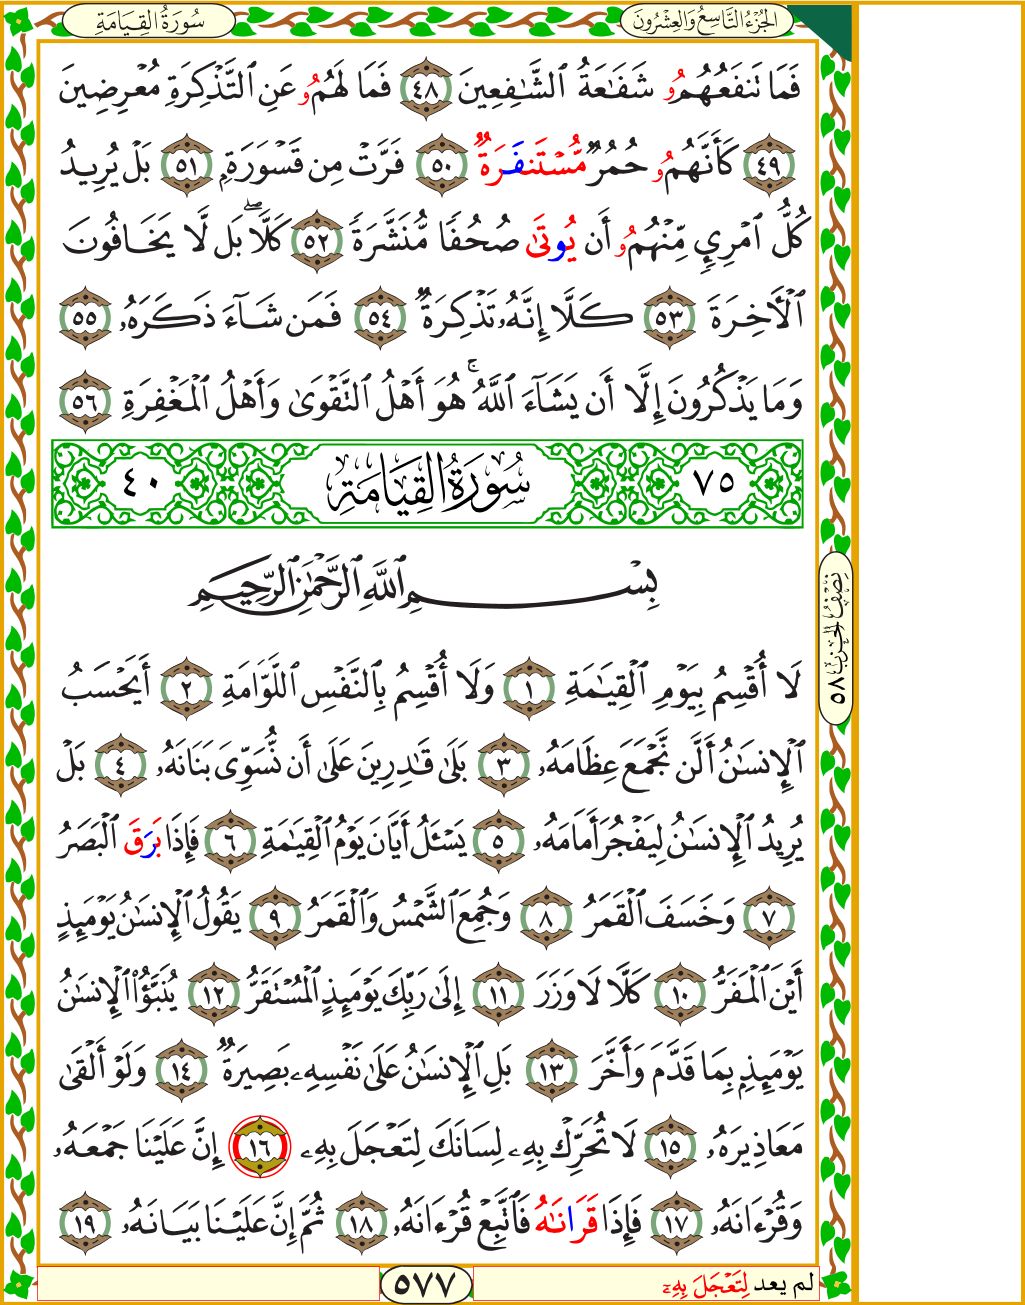 سُورَةُ الْقِيَامَةِ
الجُزْءُ التَّاسِعُ وَالعِشْرُونَ
فَمَا تَنفَعُهُمُۥ شَفَٰعَةُ ٱلشَّٰفِعِينَ ٤٨ فَمَا لَهُمُۥ عَنِ ٱلتَّذْكِرَةِ مُعْرِضِينَ
٤٩ كَأَنَّهُمُۥ حُمُرٌ مُّسْتَنفَرَةٌ ٥٠ فَرَّتْ مِن قَسْوَرَةٍۭ ٥١ بَلْ يُرِيدُ
كُلُّ ٱمْرِيٍٕ مِّنْهُمُۥ أَن يُوتَىٰ صُحُفًا مُّنَشَّرَةً ٥٢ كَلَّاۖ بَل لَّا يَخَافُونَ
ٱلْأَخِرَةَ ٥٣ كَلَّا إِنَّهُۥ تَذْكِرَةٌ ٥٤ فَمَن شَآءَ ذَكَرَهُۥ ٥٥
وَمَا يَذْكُرُونَ إِلَّا أَن يَشَآءَ ٱللَّهُۚ هُوَ أَهْلُ ٱلتَّقْوَىٰ وَأَهْلُ ٱلْمَغْفِرَةِ ٥٦
٧٥ سُورَةُ الْقِيَامَةِ ٤٠
بِسْمِ ٱللَّهِ ٱلرَّحْمَٰنِ ٱلرَّحِيمِ
لَا أُقْسِمُ بِيَوْمِ ٱلْقِيَٰمَةِ ١ وَلَا أُقْسِمُ بِٱلنَّفْسِ ٱللَّوَّامَةِ ٢ أَيَحْسَبُ
ٱلْإِنسَٰنُ أَلَّن نَّجْمَعَ عِظَامَهُۥ ٣ بَلَىٰ قَٰدِرِينَ عَلَىٰ أَن نُّسَوِّىَ بَنَانَهُۥ ٤ بَلْ
يُرِيدُ ٱلْإِنسَٰنُ لِيَفْجُرَ أَمَامَهُۥ ٥ يَسْـَٔلُ أَيَّانَ يَوْمُ ٱلْقِيَٰمَةِ ٦ فَإِذَا بَرَقَ ٱلْبَصَرُ
٧ وَخَسَفَ ٱلْقَمَرُ ٨ وَجُمِعَ ٱلشَّمْسُ وَٱلْقَمَرُ ٩ يَقُولُ ٱلْإِنسَٰنُ يَوْمَئِذٍ
أَيْنَ ٱلْمَفَرُّ ١٠ كَلَّا لَا وَزَرَ ١١ إِلَىٰ رَبِّكَ يَوْمَئِذٍ ٱلْمُسْتَقَرُّ ١٢ يُنَبَّؤُا۟ ٱلْإِنسَٰنُ
يَوْمَئِذٍۭ بِمَا قَدَّمَ وَأَخَّرَ ١٣ بَلِ ٱلْإِنسَٰنُ عَلَىٰ نَفْسِهِۦ بَصِيرَةٌ ١٤ وَلَوْ أَلْقَىٰ
مَعَاذِيرَهُۥ ١٥ لَا تُحَرِّكْ بِهِۦ لِسَانَكَ لِتَعْجَلَ بِهِۦ ١٦ إِنَّ عَلَيْنَا جَمْعَهُۥ
وَقُرْءَانَهُۥ ١٧ فَإِذَا قَرَانَٰهُ فَٱتَّبِعْ قُرْءَانَهُۥ ١٨ ثُمَّ إِنَّ عَلَيْنَا بَيَانَهُۥ ١٩
نِصْفُ الحِزْبِ ٥٨
لم يعد لِتَعْجَلَ بِهِۦ
٥٧٧